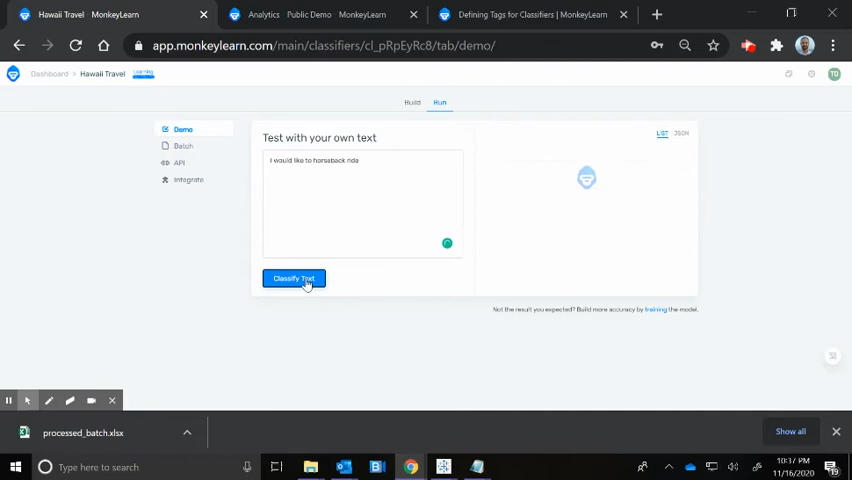 Hawaii Travel   MonkeyLearn
Analytics   Public Demo   MonkeyLearn
Defining Tags for Classifiers | MonkeyLearn
app.monkeylearn.com/main/classifiers/cl_pRpEyRc8/tab/demo/
Dashboard > Hawaii Travel
Learning
TO
Build
Run
Demo
Batch
API
Integrate
Test with your own text
LIST
JSON
I would like to horseback ride
Classify Text
Not the result you expected? Build more accuracy by training the model.
processed_batch.xlsx
Show all
Type here to search
10:37 PM
11/16/2020
19